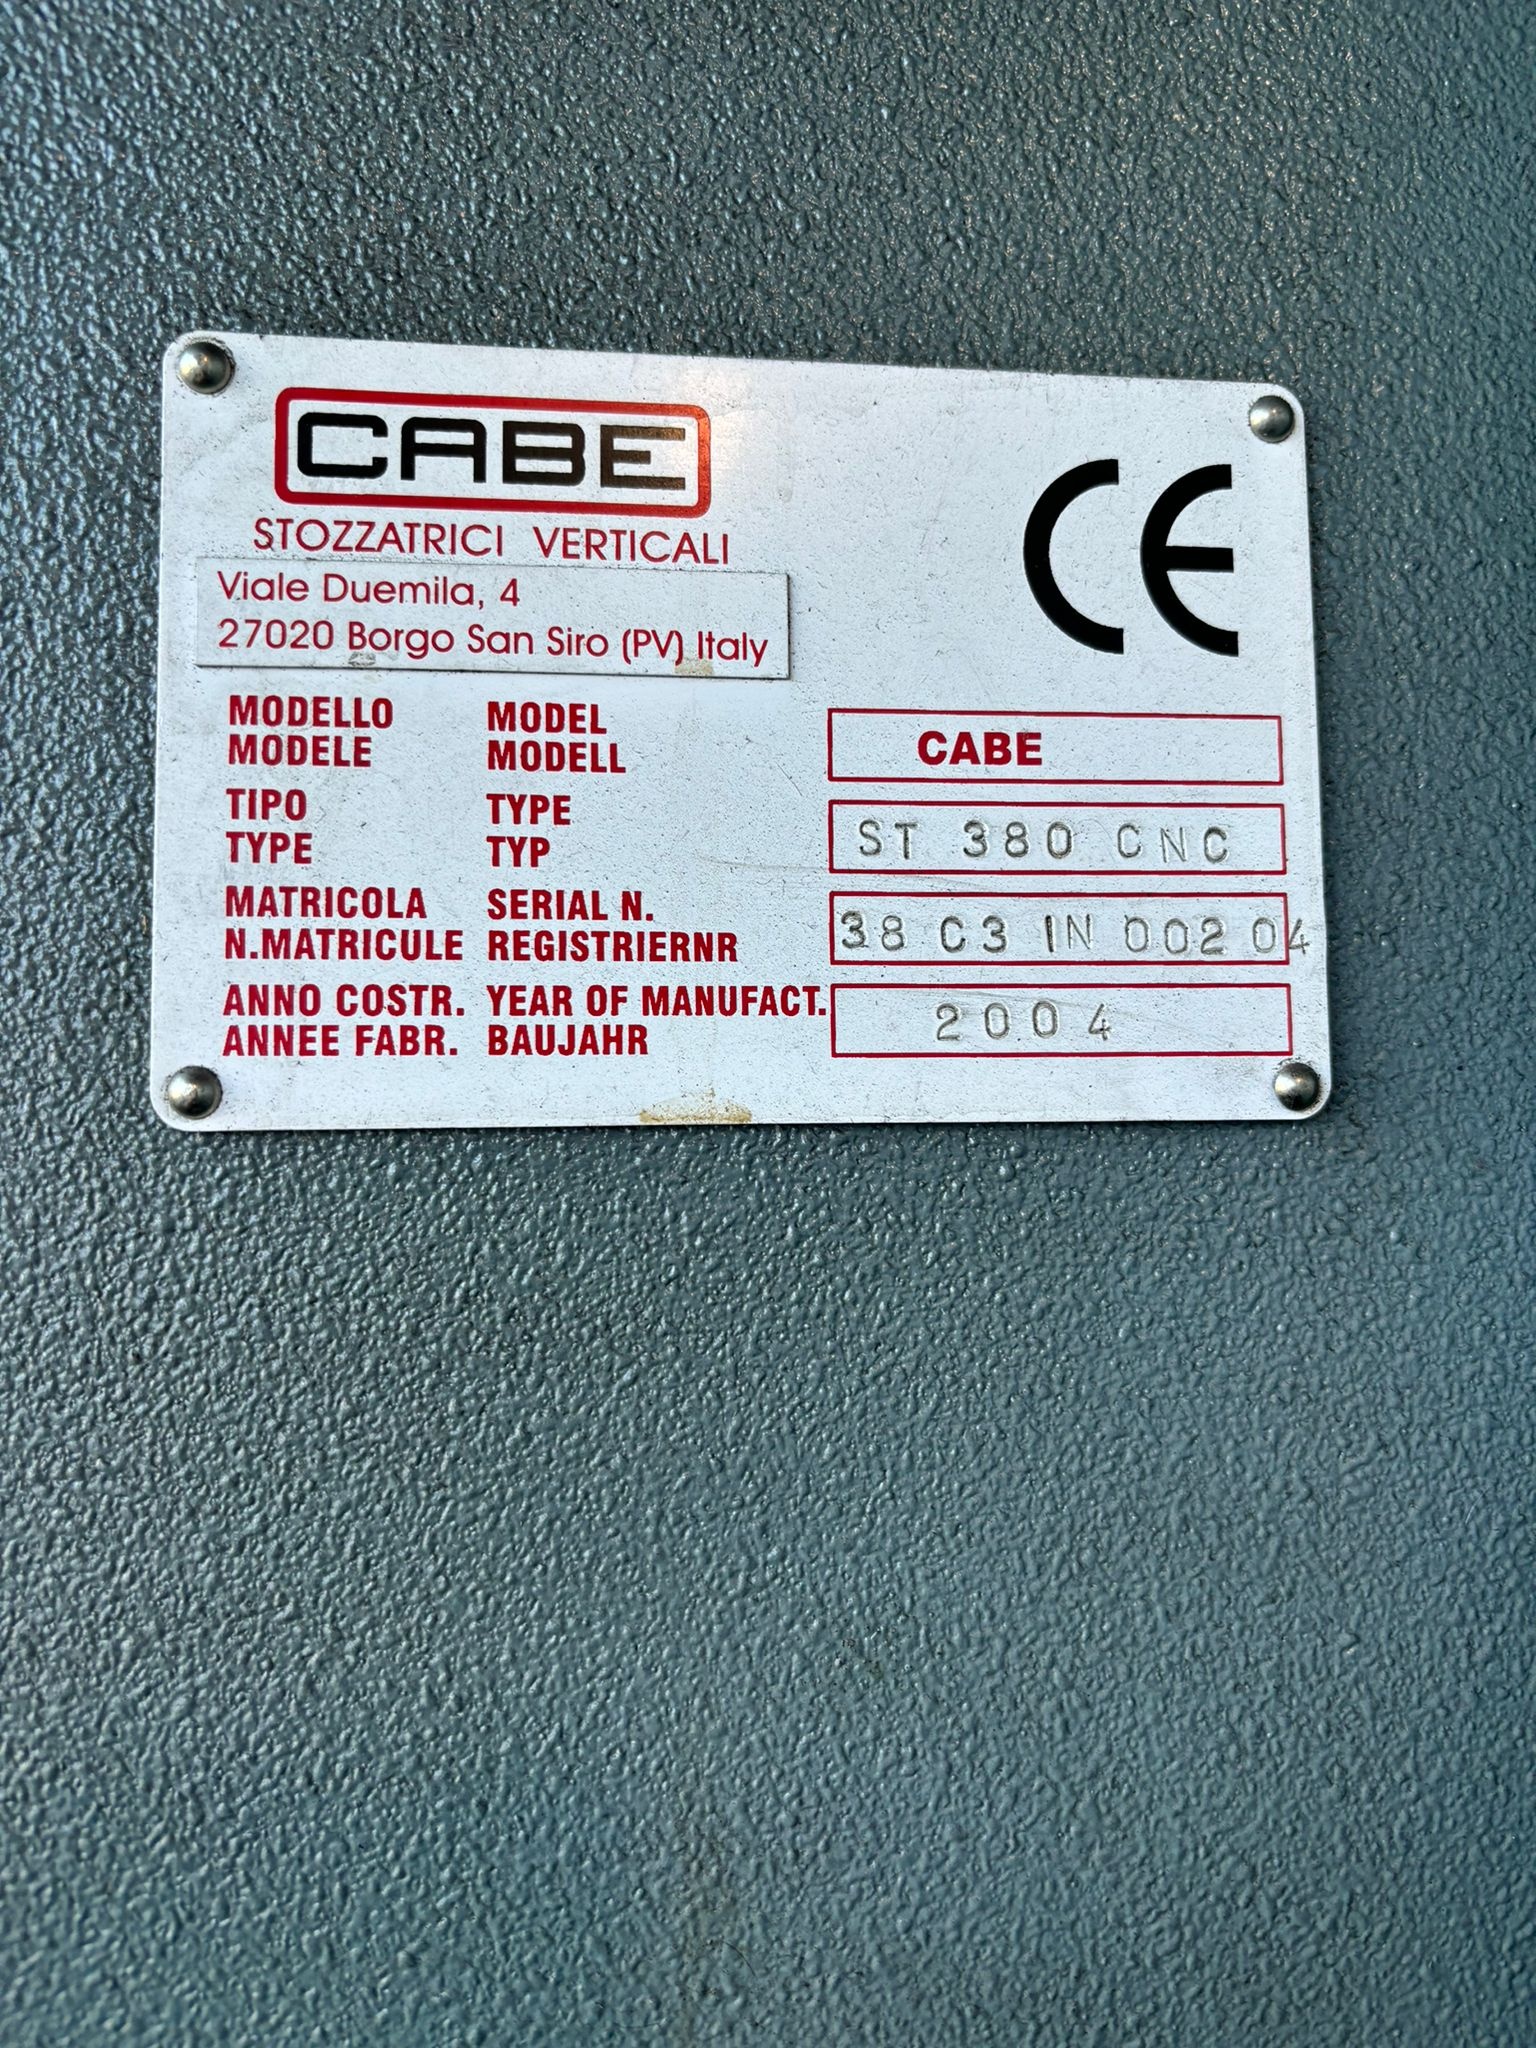 CABE
CE
STOZZATRICI VERTICALI
Viale Duemila, 4
27020 Borgo San Siro (PV) Italy
MODELLO MODEL
MODELE MODELL
CABE
TIPO TYPE
TYPE TYP
ST 380 CNC
MATRICOLA SERIAL N.
N.MATRICULE REGISTRIERNR
38 C3 IN 002 04
ANNO COSTR. YEAR OF MANUFACT.
ANNEE FABR. BAUJAHR
2004